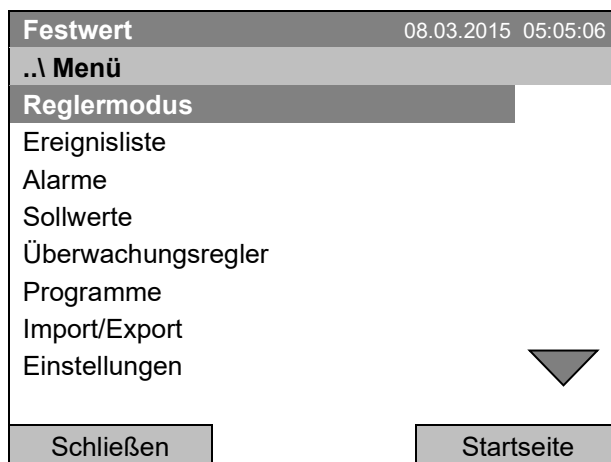 Festwert 08.03.2015 05:05:06
..\ Menü
Reglermodus
Ereignisliste
Alarme
Sollwerte
Überwachungsregler
Programme
Import/Export
Einstellungen
Schließen Startseite